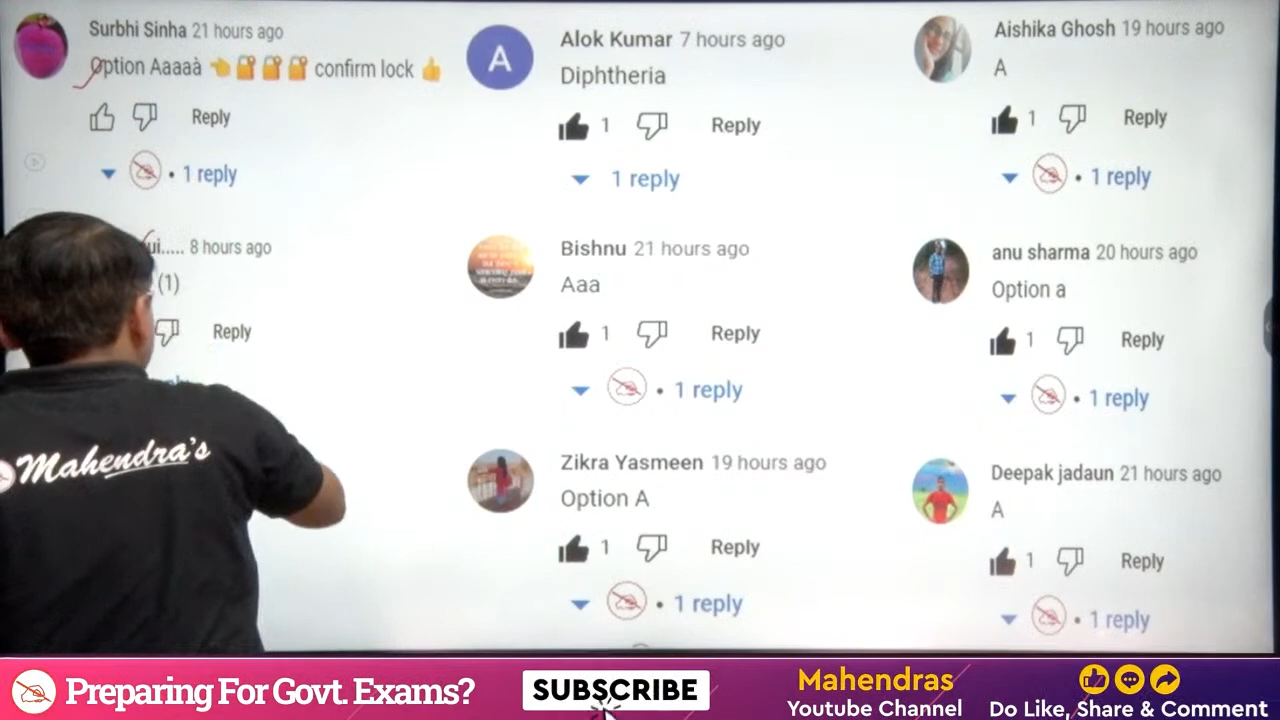 Surbhi Sinha 21 hours ago
Option Aaaaà 👈🔐🔐🔐 confirm lock 👍
Reply
1 reply
ui..... 8 hours ago
(1)
Reply
A
Alok Kumar 7 hours ago
Diphtheria
1 Reply
1 reply
Bishnu 21 hours ago
Aaa
1 Reply
1 reply
Zikra Yasmeen 19 hours ago
Option A
1 Reply
1 reply
Aishika Ghosh 19 hours ago
A
1 Reply
1 reply
anu sharma 20 hours ago
Option a
1 Reply
1 reply
Deepak jadaun 21 hours ago
A
1 Reply
1 reply
Mahendra's
Preparing For Govt. Exams?
SUBSCRIBE
Mahendras
Youtube Channel
Do Like, Share & Comment